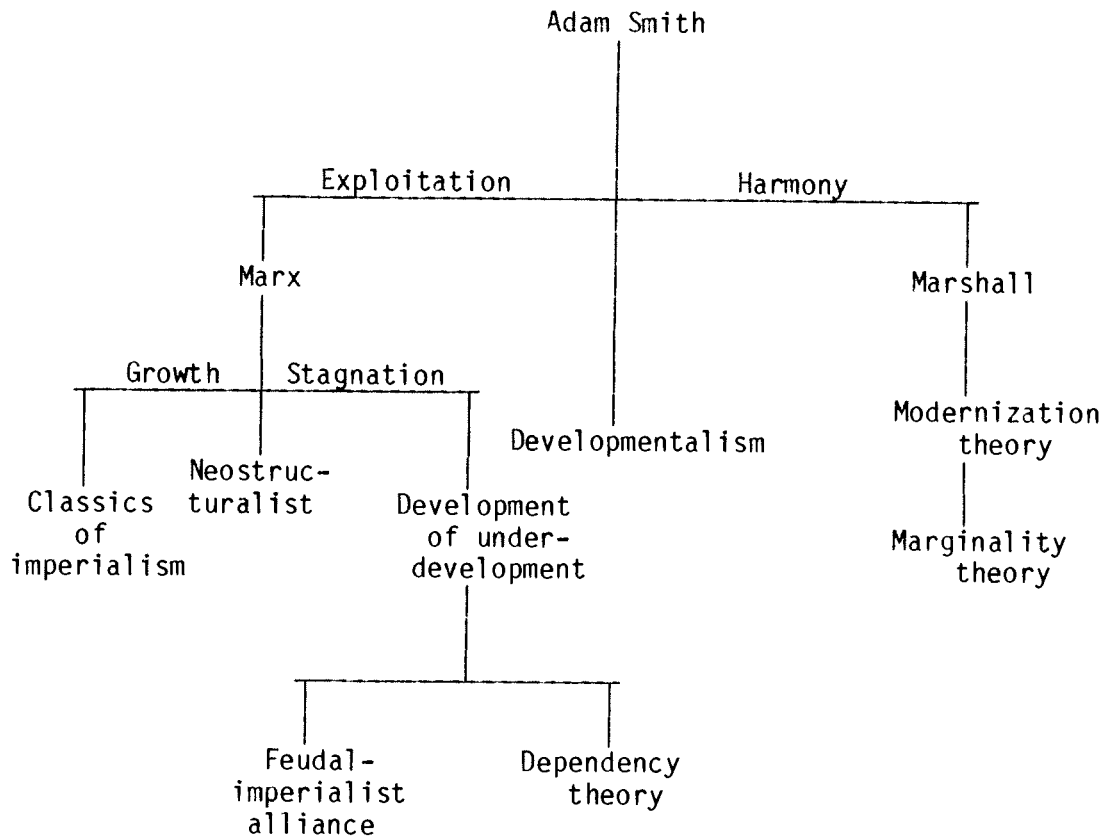 Adam Smith
Exploitation
Harmony
Marx
Marshall
Growth
Stagnation
Developmentalism
Modernization
theory
Classics
of
imperialism
Neostruc-
turalist
Development
of under-
development
Marginality
theory
Feudal-
imperialist
alliance
Dependency
theory